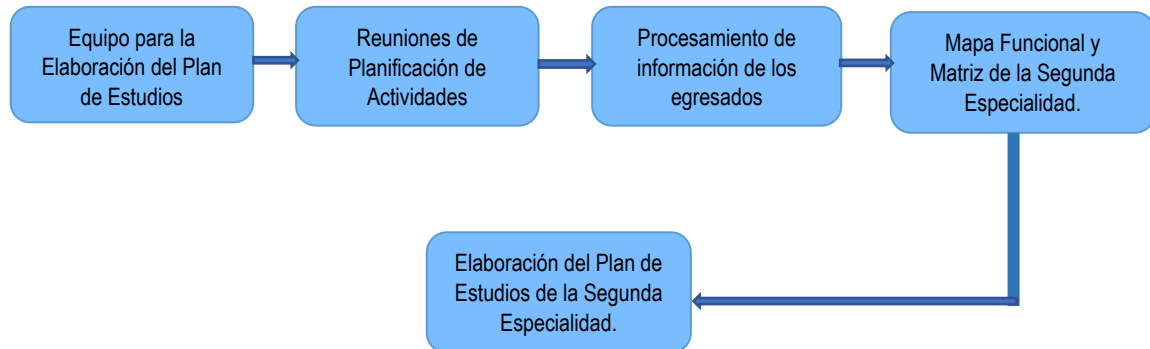 Equipo para la
Elaboración del Plan
de Estudios
Reuniones de
Planificación de
Actividades
Procesamiento de
información de los
egresados
Mapa Funcional y
Matriz de la Segunda
Especialidad.
Elaboración del Plan de
Estudios de la Segunda
Especialidad.